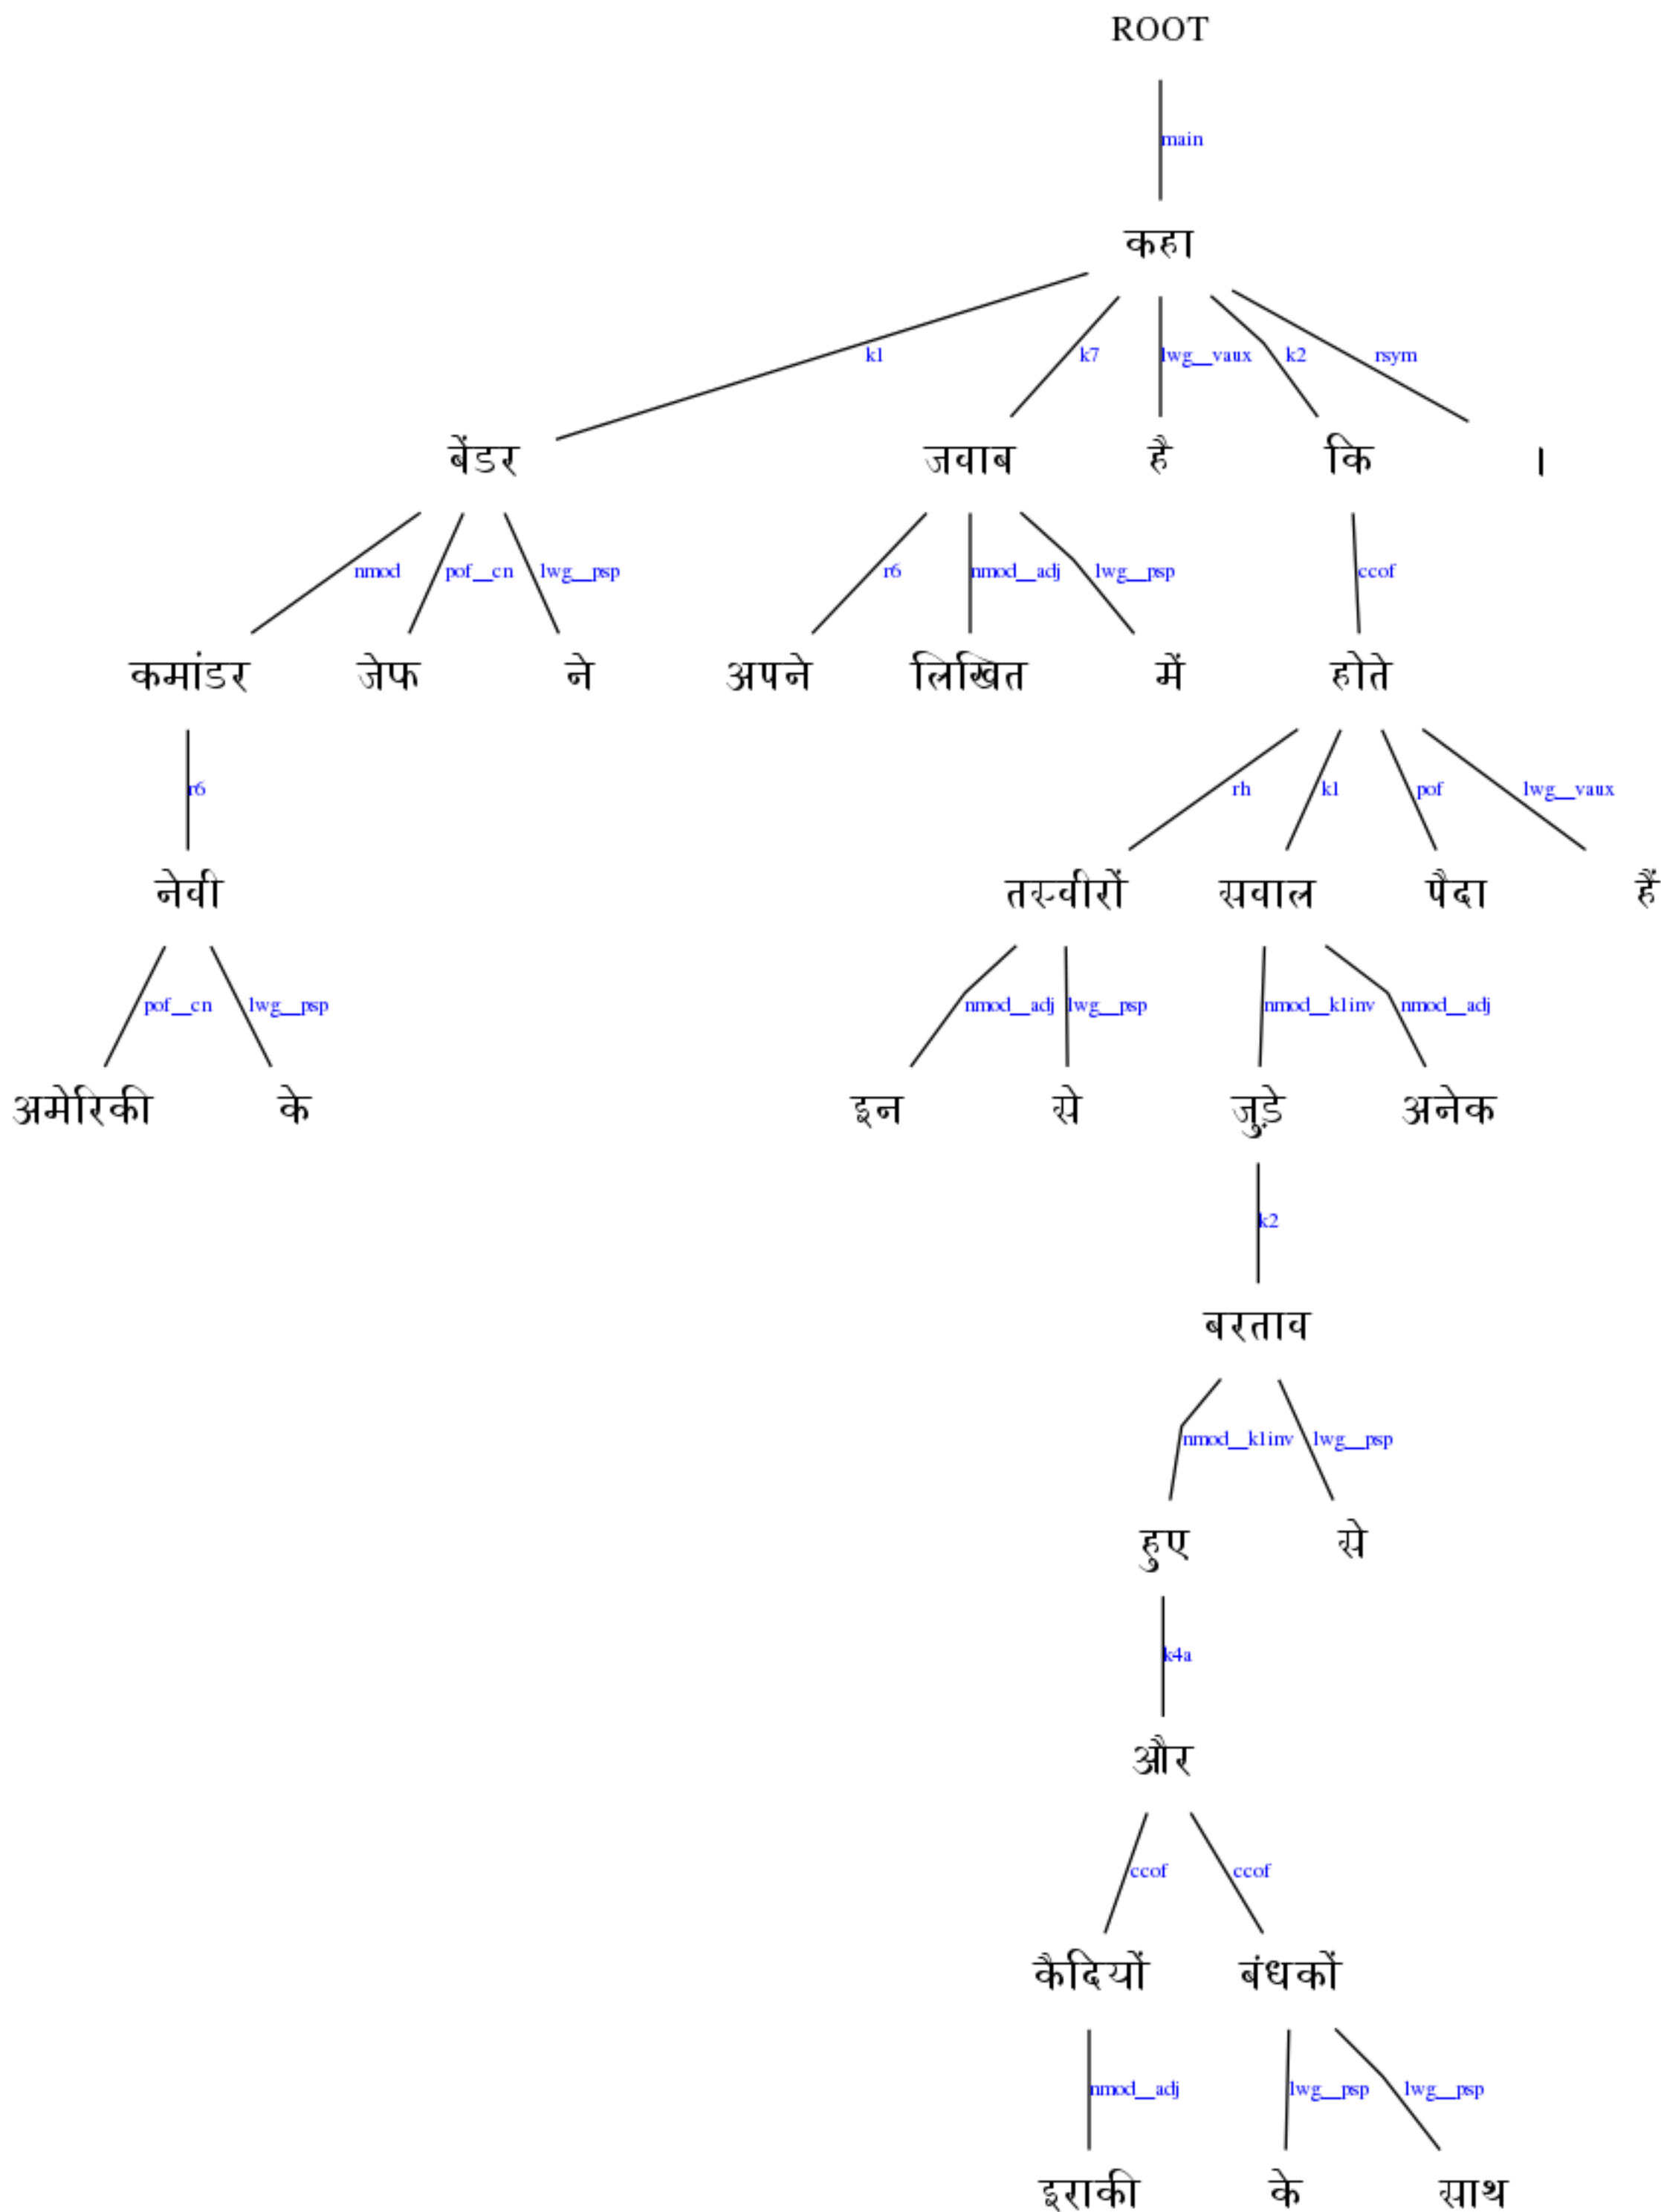 ROOT
main
कहा
k1 k7 lwg__vaux k2 rsym
बेंडर जवाब है कि ।
nmod pof__cn lwg__psp r6 nmod__adj lwg__psp ccof
कमांडर जेफ ने अपने लिखित में होते
r6 rh k1 pof lwg__vaux
नेवी तस्वीरों सवाल पैदा हैं
pof__cn lwg__psp nmod__adj lwg__psp nmod__k1inv nmod__adj
अमेरिकी के इन से जुड़े अनेक
k2
बरताव
nmod__k1inv lwg__psp
हुए से
k4a
और
ccof ccof
कैदियों बंधकों
nmod__adj lwg__psp lwg__psp
इराकी के साथ